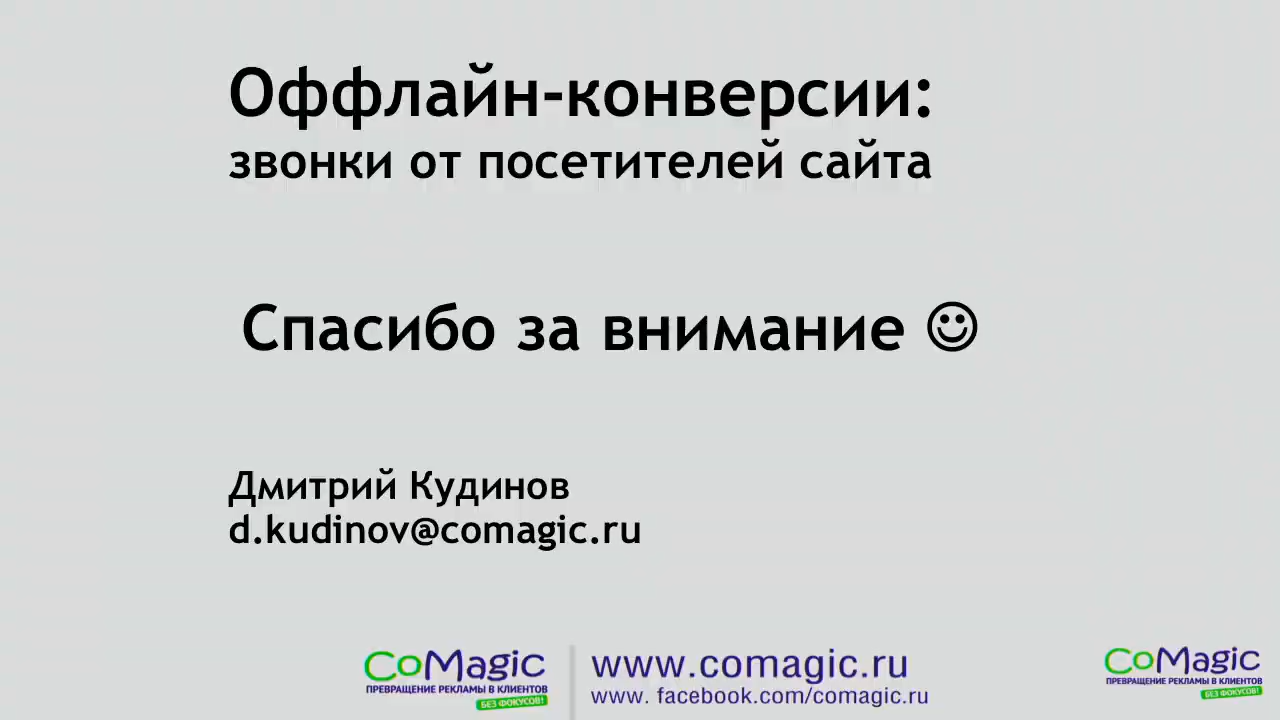 Оффлайн-конверсии:
звонки от посетителей сайта
Спасибо за внимание ☺
Дмитрий Кудинов
d.kudinov@comagic.ru
CoMagic
ПРЕВРАЩЕНИЕ РЕКЛАМЫ В КЛИЕНТОВ
БЕЗ ФОКУСОВ!
www.comagic.ru
www. facebook.com/comagic.ru
CoMagic
ПРЕВРАЩЕНИЕ РЕКЛАМЫ В КЛИЕНТОВ
БЕЗ ФОКУСОВ!